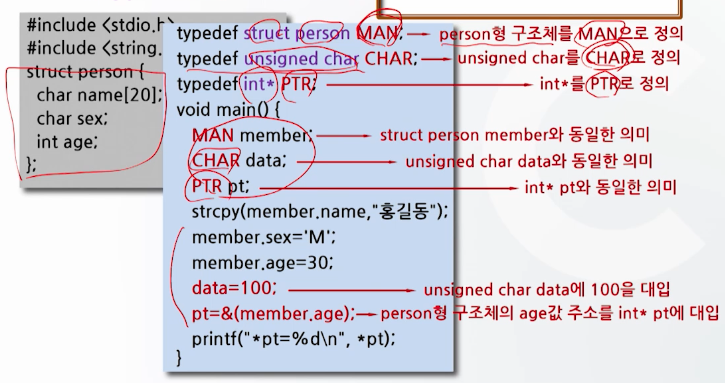 #include <stdio.h>
#include <string.
struct person {
char name[20];
char sex;
int age;
};
typedef struct person MAN; person형 구조체를 MAN으로 정의
typedef unsigned char CHAR; unsigned char를 CHAR로 정의
typedef int* PTR; int*를 PTR로 정의
void main() {
MAN member; struct person member와 동일한 의미
CHAR data; unsigned char data와 동일한 의미
PTR pt; int* pt와 동일한 의미
strcpy(member.name,"홍길동");
member.sex='M';
member.age=30;
data=100; unsigned char data에 100을 대입
pt=&(member.age); person형 구조체의 age값 주소를 int* pt에 대입
printf("*pt=%d\n", *pt);
}